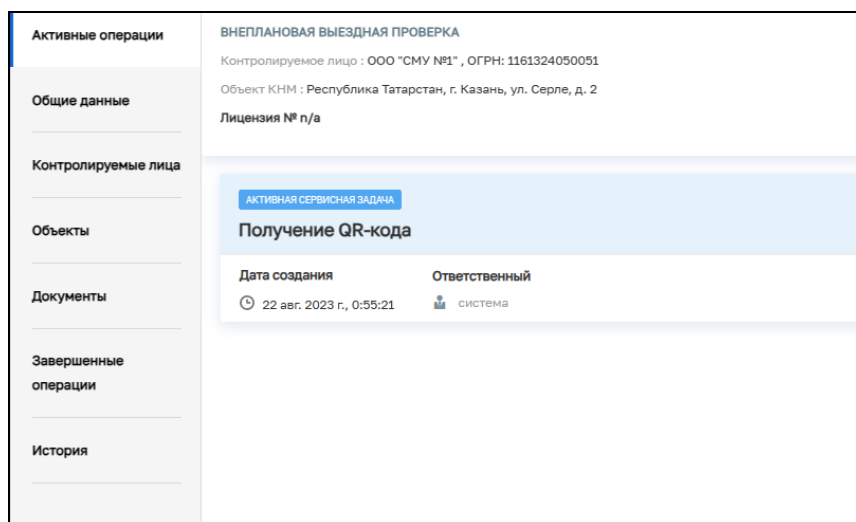 Активные операции
Общие данные
Контролируемые лица
Объекты
Документы
Завершенные
операции
История
ВНЕПЛАНОВАЯ ВЫЕЗДНАЯ ПРОВЕРКА
Контролируемое лицо : ООО "СМУ №1" , ОГРН: 1161324050051
Объект КНМ : Республика Татарстан, г. Казань, ул. Серле, д. 2
Лицензия № n/a
АКТИВНАЯ СЕРВИСНАЯ ЗАДАЧА
Получение QR-кода
Дата создания Ответственный
22 авг. 2023 г., 0:55:21 система